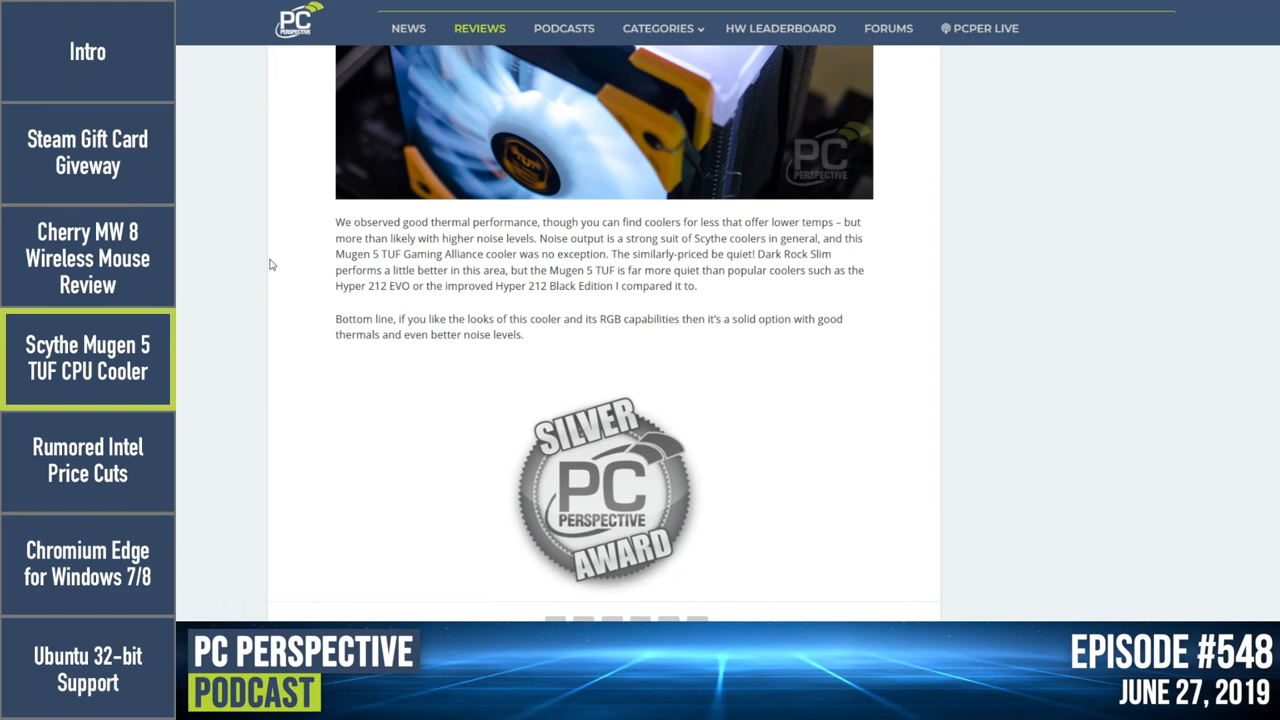 Intro
Steam Gift Card
Giveway
Cherry MW 8
Wireless Mouse
Review
Scythe Mugen 5
TUF CPU Cooler
Rumored Intel
Price Cuts
Chromium Edge
for Windows 7/8
Ubuntu 32-bit
Support
PC
PERSPECTIVE
NEWS
REVIEWS
PODCASTS
CATEGORIES
HW LEADERBOARD
FORUMS
PCPER LIVE
TUF
PC
PERSPECTIVE
We observed good thermal performance, though you can find coolers for less that offer lower temps – but
more than likely with higher noise levels. Noise output is a strong suit of Scythe coolers in general, and this
Mugen 5 TUF Gaming Alliance cooler was no exception. The similarly-priced be quiet! Dark Rock Slim
performs a little better in this area, but the Mugen 5 TUF is far more quiet than popular coolers such as the
Hyper 212 EVO or the improved Hyper 212 Black Edition I compared it to.
Bottom line, if you like the looks of this cooler and its RGB capabilities then it's a solid option with good
thermals and even better noise levels.
SILVER
PC
PERSPECTIVE
AWARD
PC PERSPECTIVE
PODCAST
EPISODE #548
JUNE 27, 2019